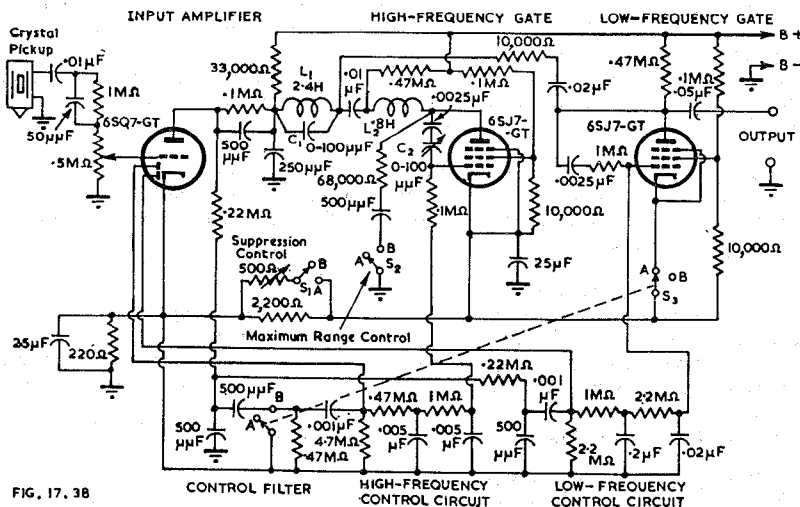 INPUT AMPLIFIER
HIGH-FREQUENCY GATE
LOW-FREQUENCY GATE
Crystal
Pickup
.01µF
1MΩ
50µµF
6SQ7-GT
.5MΩ
33,000Ω
.1MΩ
500
µµF
L₁
2.4H
C₁
0-100µµF
250µµF
.01
µF
.47MΩ
.1MΩ
L₂
.8H
.0025µF
C₂
0-100
µµF
6SJ7-
GT
68,000Ω
500µµF
.1MΩ
10,000Ω
25µF
10,000Ω
.02µF
.47MΩ
.1MΩ
.05µF
B +
B -
6SJ7-GT
1MΩ
.0025µF
OUTPUT
10,000Ω
.22MΩ
Suppression
Control
500Ω
B
S₁A
2,200Ω
Maximum Range Control
A
B
S₂
A
B
S₃
25µF
220Ω
500µµF
B
A
500
µµF
.001µF
4.7MΩ
.47MΩ
.47MΩ
1MΩ
.005
µF
.005
µF
.22MΩ
.001
µF
500
µµF
2.2
MΩ
1MΩ
2.2MΩ
.2µF
.02µF
FIG. 17.38
CONTROL FILTER
HIGH-FREQUENCY
CONTROL CIRCUIT
LOW-FREQUENCY
CONTROL CIRCUIT